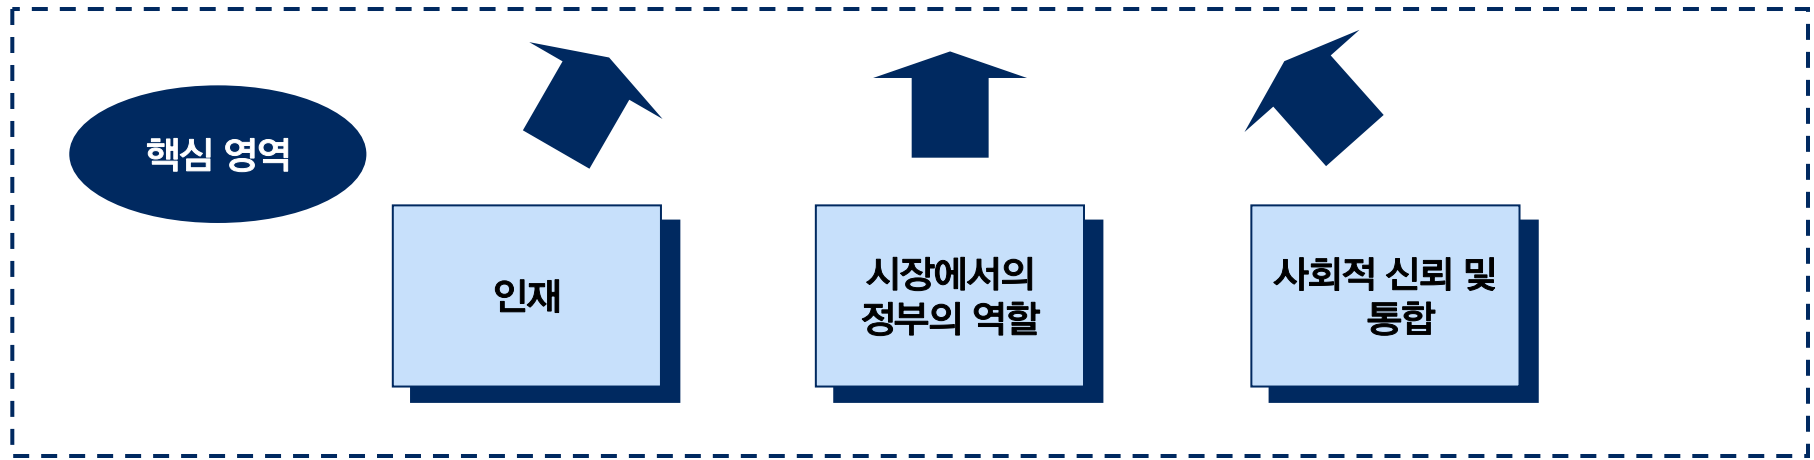 핵심 영역
인재
시장에서의
정부의 역할
사회적 신뢰 및
통합